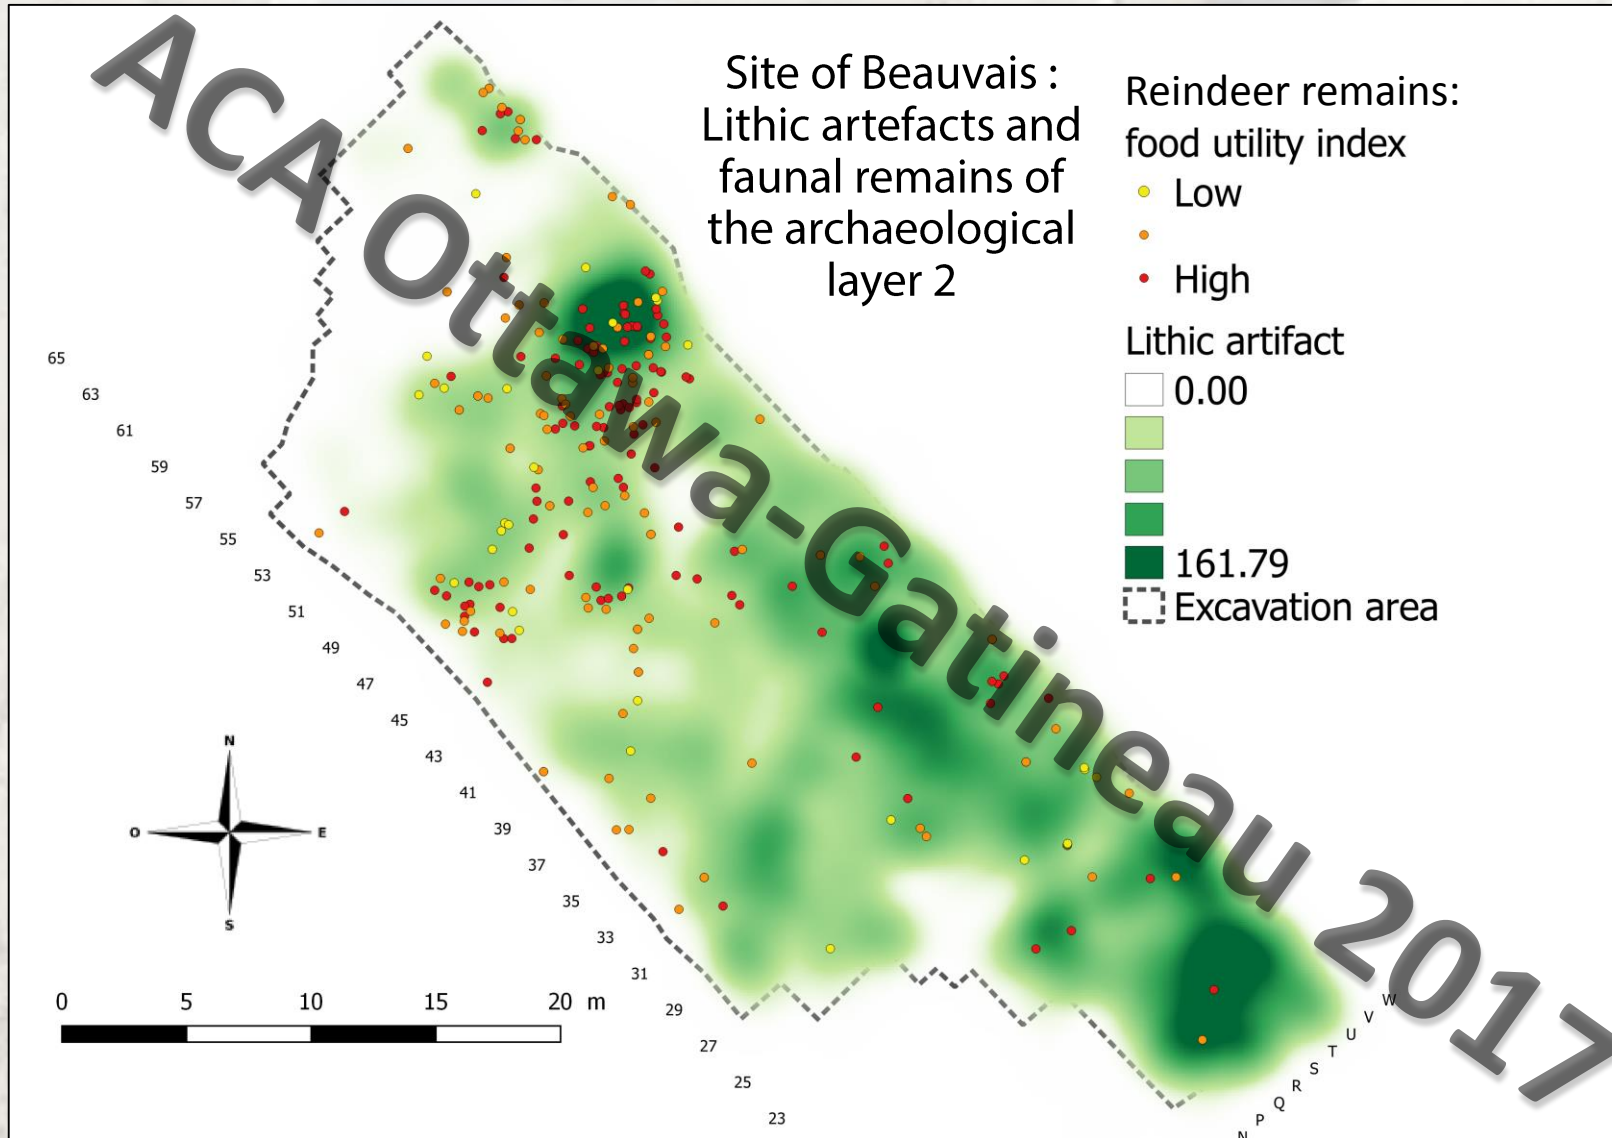 Site of Beauvais :
Lithic artefacts and
faunal remains of
the archaeological
layer 2
Reindeer remains:
food utility index
Low
High
Lithic artifact
0.00
161.79
Excavation area
ACA Ottawa-Gatineau 2017
65
63
61
59
57
55
53
51
49
47
45
43
41
39
37
35
33
31
29
27
25
23
N
O
E
S
0 5 10 15 20 m
W
V
U
T
S
R
Q
P
N